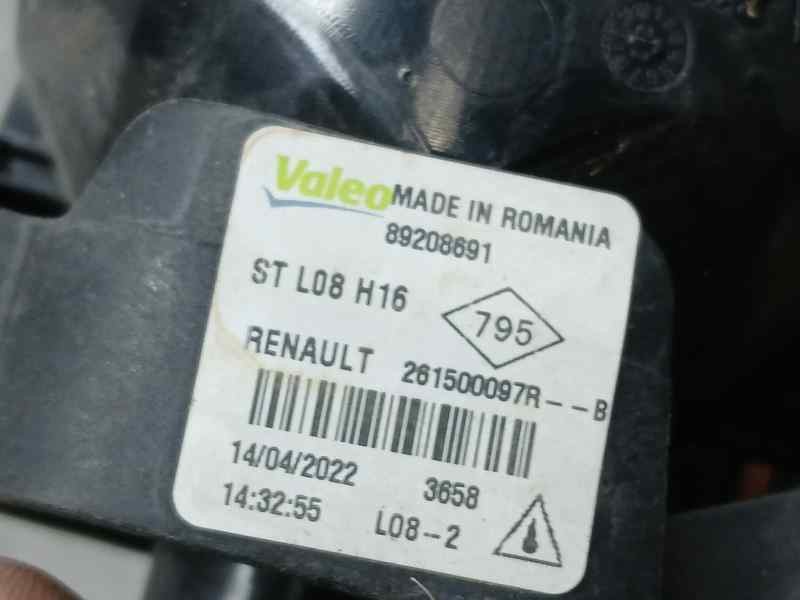 Valeo MADE IN ROMANIA
89208691
ST L08 H16
795
RENAULT 261500097R--B
14/04/2022 3658
14:32:55 L08-2